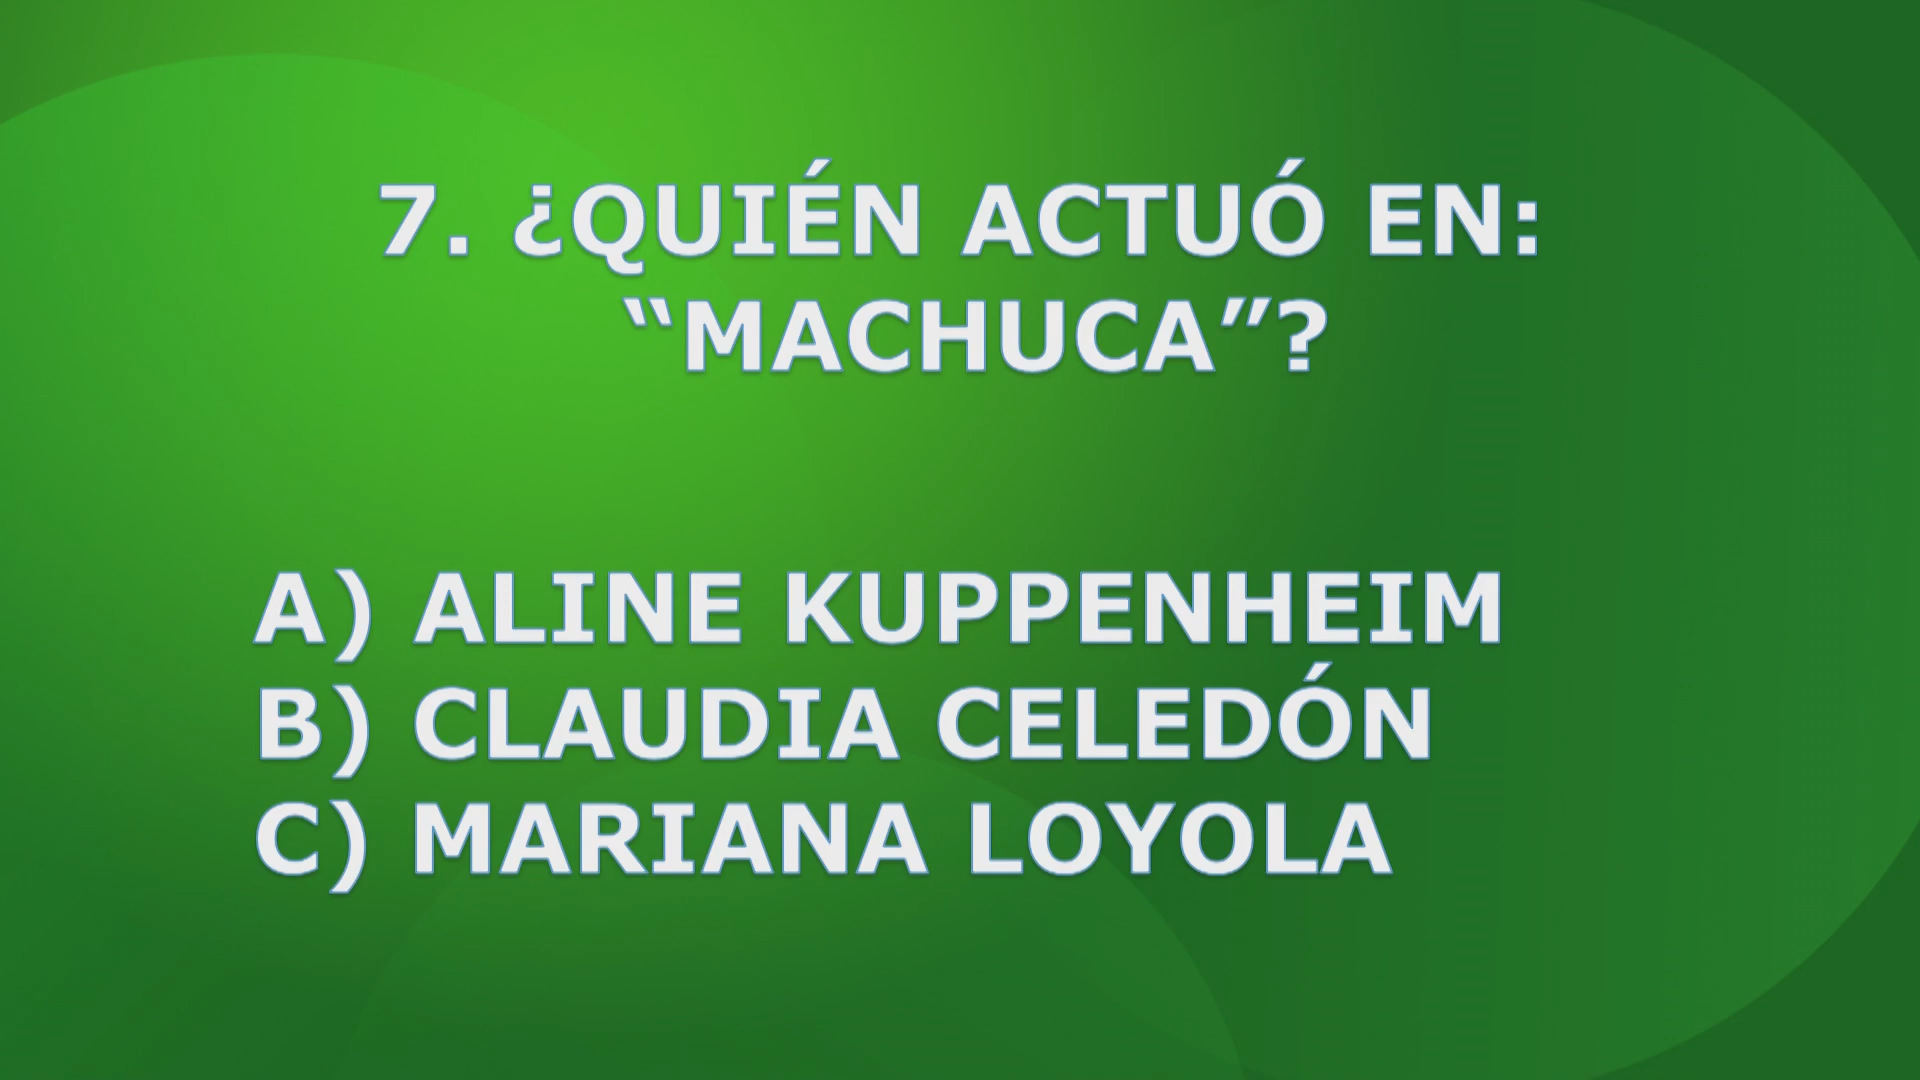 7. ¿QUIÉN ACTUÓ EN:
“MACHUCA”?
A) ALINE KUPPENHEIM
B) CLAUDIA CELEDÓN
C) MARIANA LOYOLA